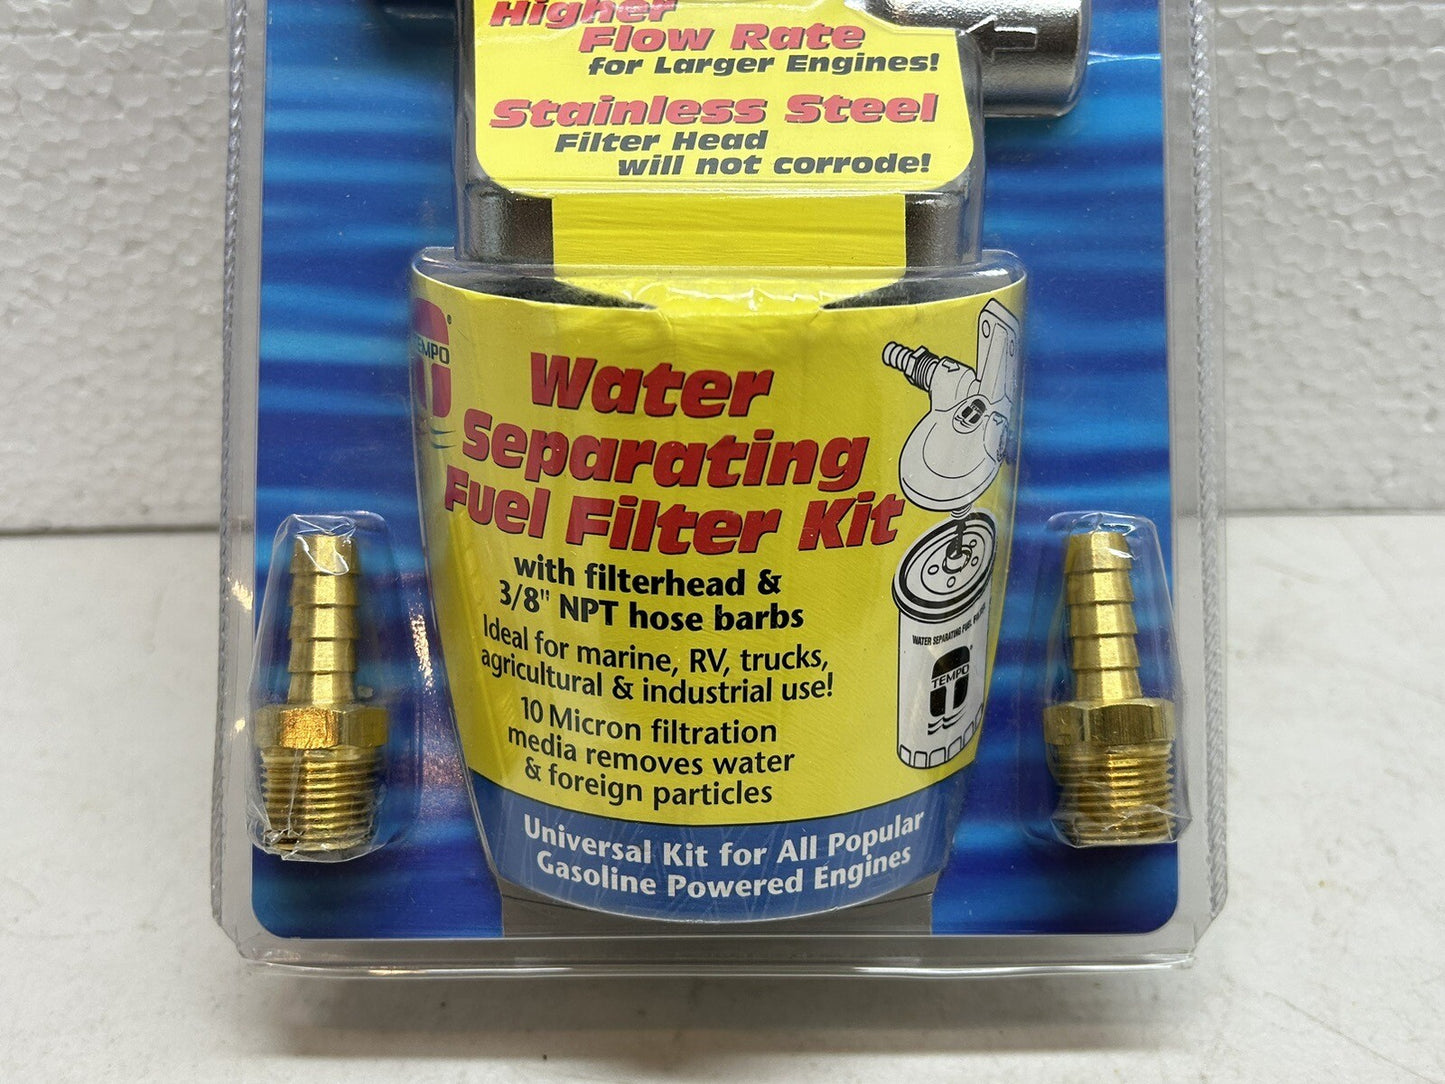 Higher
Flow Rate
for Larger Engines!
Stainless Steel
Filter Head
will not corrode!
TEMPO
®
Water
Separating
Fuel Filter Kit
with filterhead &
3/8" NPT hose barbs
Ideal for marine, RV, trucks,
agricultural & industrial use!
10 Micron filtration
media removes water
& foreign particles
WATER SEPARATING FUEL FILTER
TEMPO
Universal Kit for All Popular
Gasoline Powered Engines